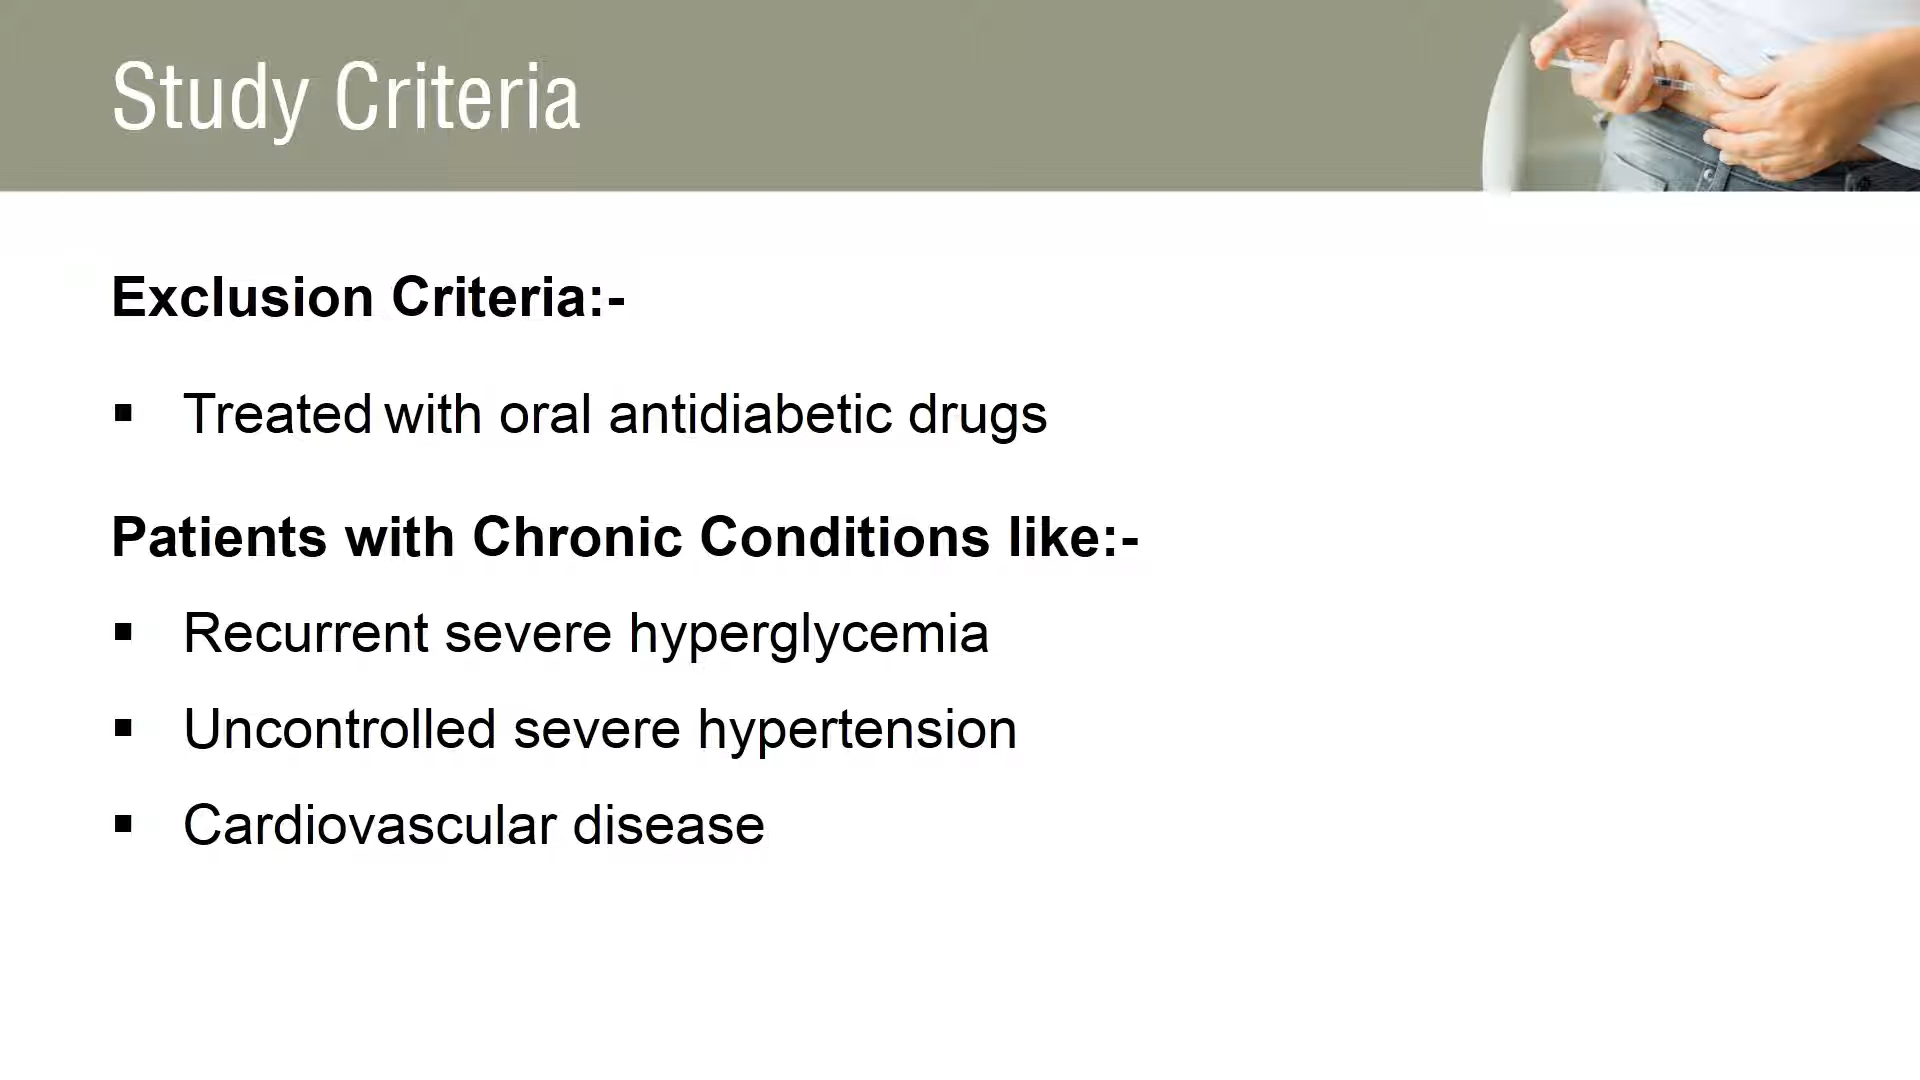 Study Criteria
Exclusion Criteria:-
▪ Treated with oral antidiabetic drugs
Patients with Chronic Conditions like:-
▪ Recurrent severe hyperglycemia
▪ Uncontrolled severe hypertension
▪ Cardiovascular disease